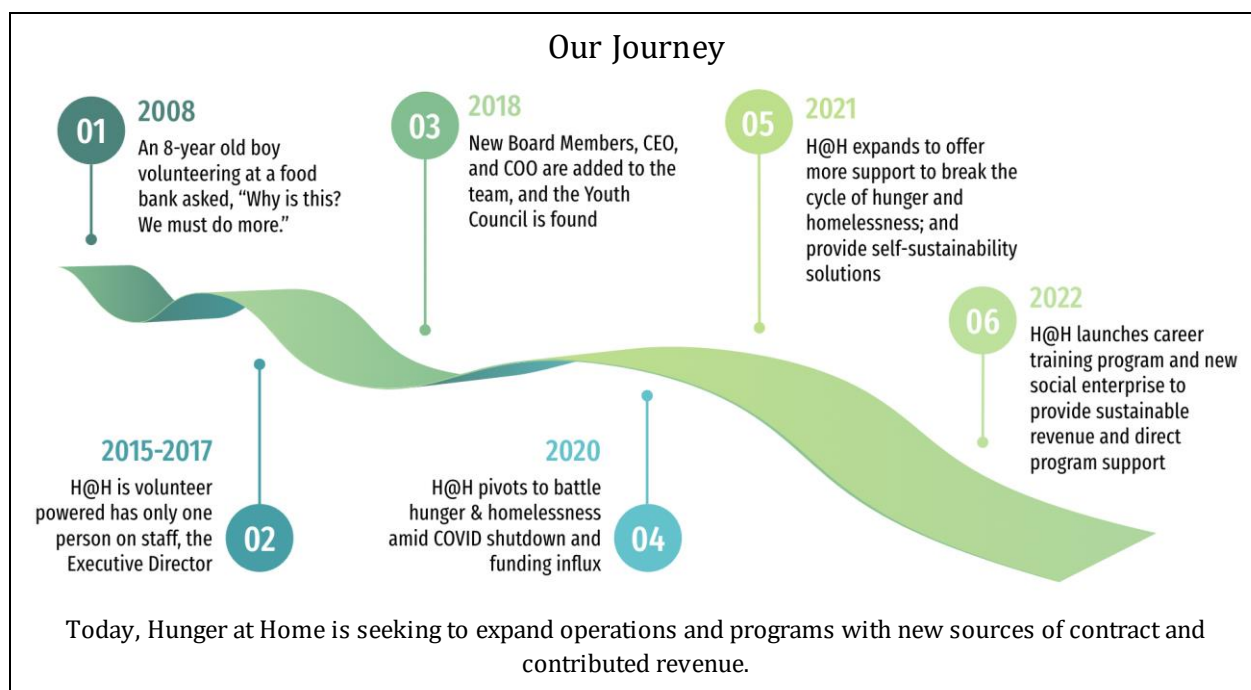 Our Journey
01
2008
An 8-year old boy
volunteering at a food
bank asked, “Why is this?
We must do more.”
02
2015-2017
H@H is volunteer
powered has only one
person on staff, the
Executive Director
03
2018
New Board Members, CEO,
and COO are added to the
team, and the Youth
Council is found
04
2020
H@H pivots to battle
hunger & homelessness
amid COVID shutdown and
funding influx
05
2021
H@H expands to offer
more support to break the
cycle of hunger and
homelessness; and
provide self-sustainability
solutions
06
2022
H@H launches career
training program and new
social enterprise to
provide sustainable
revenue and direct
program support
Today, Hunger at Home is seeking to expand operations and programs with new sources of contract and
contributed revenue.